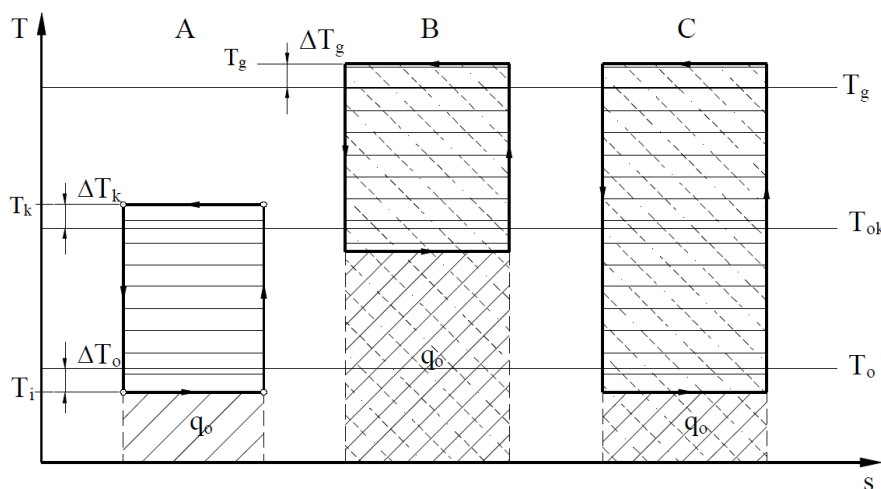 T A B C
ΔTg
Tg
Tg
ΔTk
Tk
Tok
ΔTo
qo
To
Ti
qo qo
s